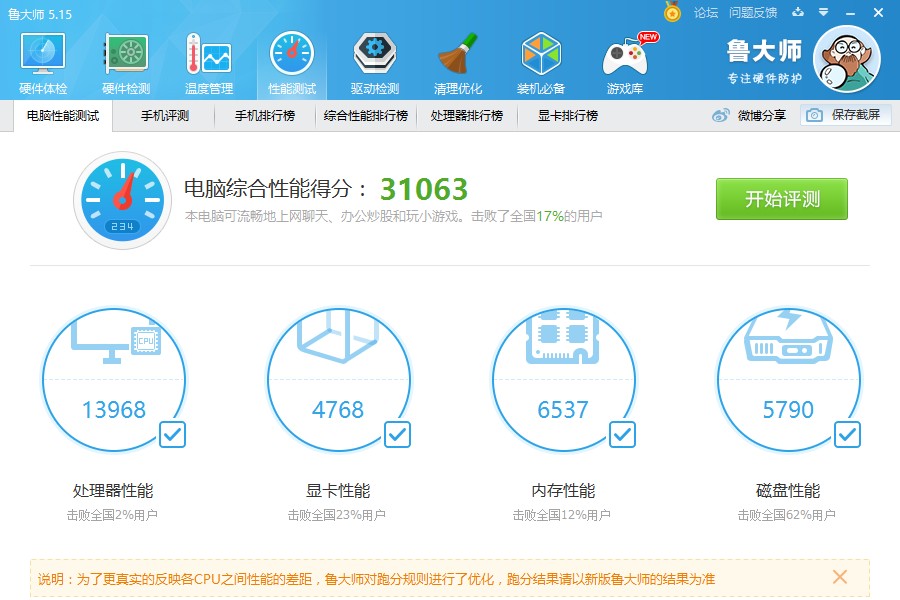 鲁大师 5.15
论坛 问题反馈
硬件体检 硬件检测 温度管理 性能测试 驱动检测 清理优化 装机必备 游戏库
NEW
鲁大师
专注硬件防护
电脑性能测试 手机评测 手机排行榜 综合性能排行榜 处理器排行榜 显卡排行榜 微博分享 保存截屏
电脑综合性能得分： 31063
本电脑可流畅地上网聊天、办公炒股和玩小游戏。击败了全国17%的用户
234
开始评测
CPU
13968 4768 6537 5790
处理器性能 显卡性能 内存性能 磁盘性能
击败全国2%用户 击败全国23%用户 击败全国12%用户 击败全国62%用户
说明：为了更真实的反映各CPU之间性能的差距，鲁大师对跑分规则进行了优化，跑分结果请以新版鲁大师的结果为准